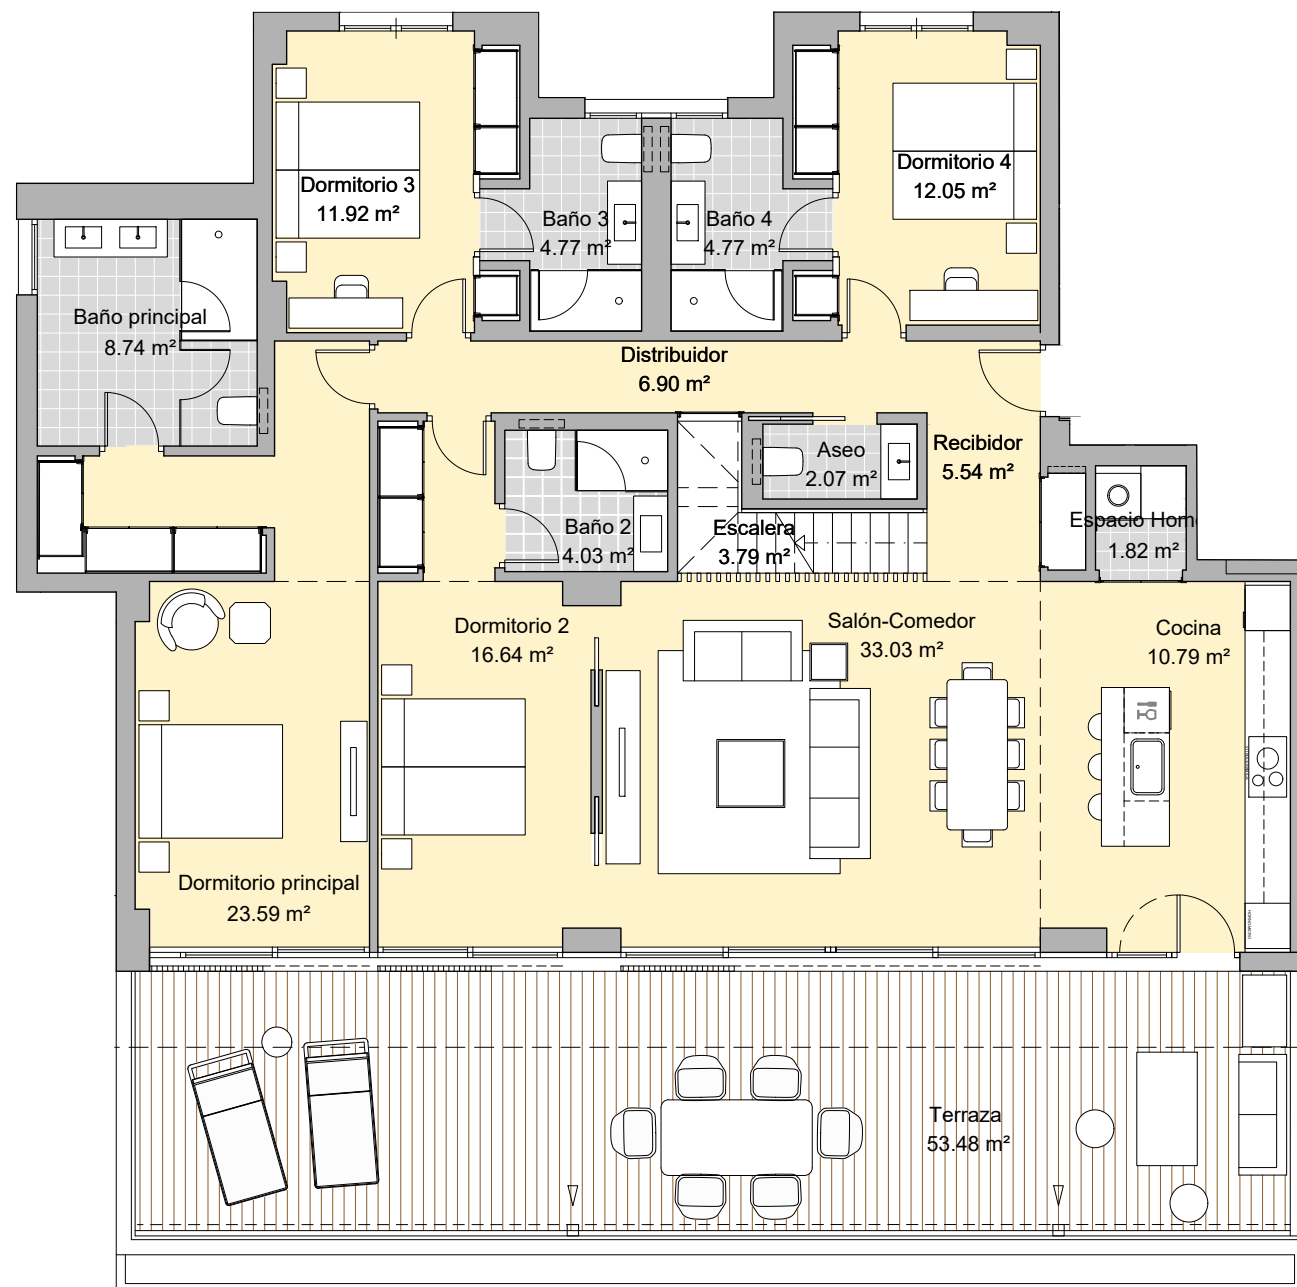 Dormitorio 3
11.92 m²
Dormitorio 4
12.05 m²
Baño 3
4.77 m²
Baño 4
4.77 m²
Baño principal
8.74 m²
Distribuidor
6.90 m²
Aseo
2.07 m²
Recibidor
5.54 m²
Baño 2
4.03 m²
Escalera
3.79 m²
Espacio Hom
1.82 m²
Dormitorio 2
16.64 m²
Salón-Comedor
33.03 m²
Cocina
10.79 m²
Dormitorio principal
23.59 m²
Terraza
53.48 m²